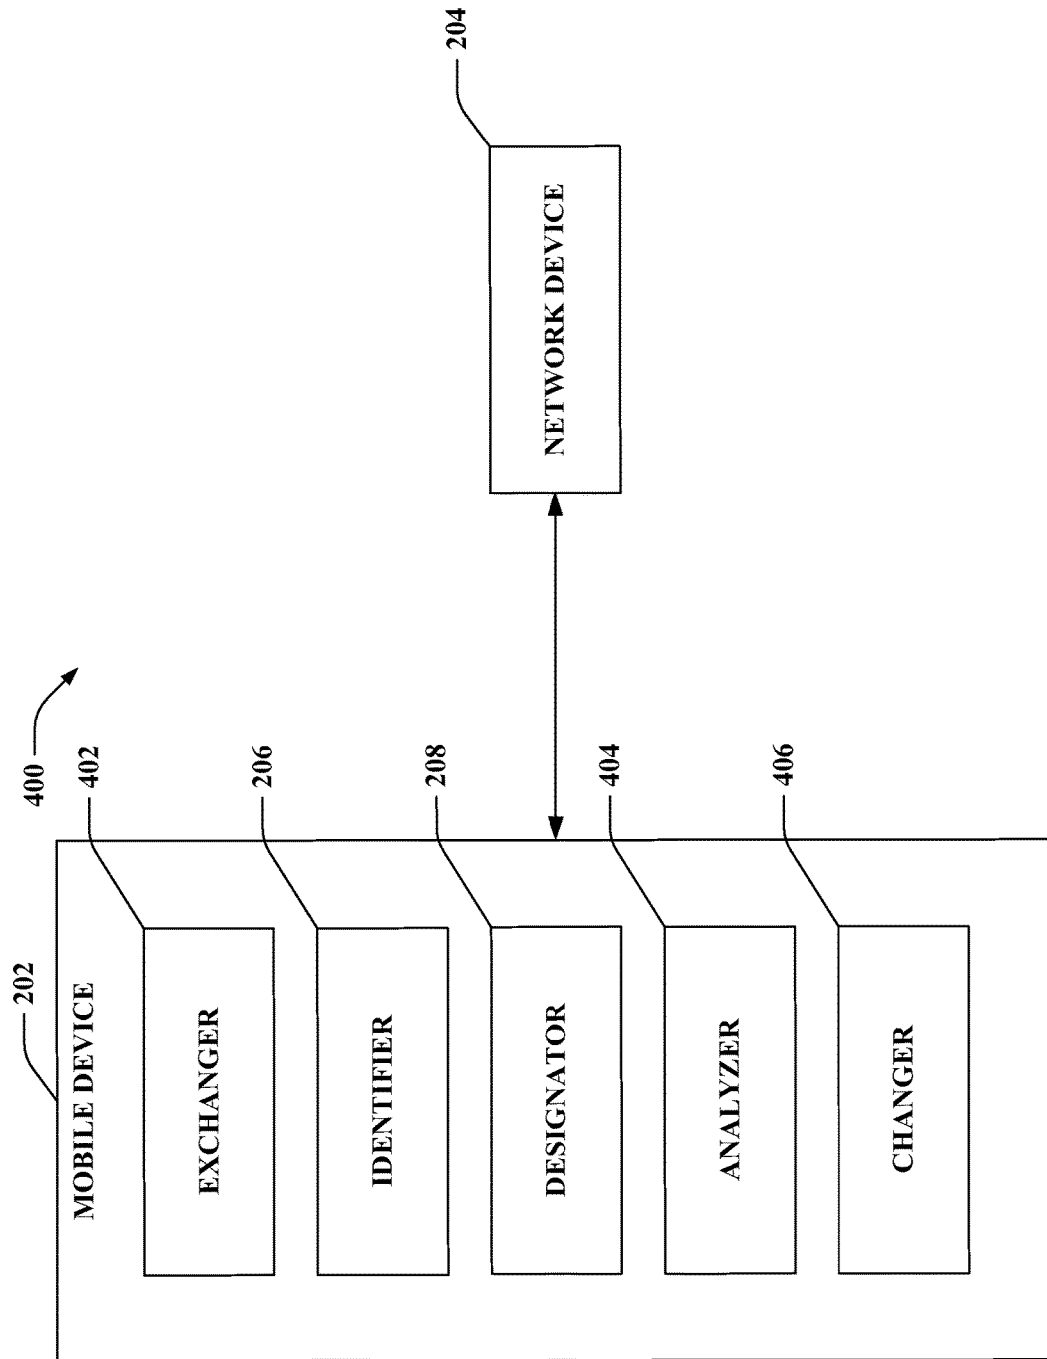 400
202
MOBILE DEVICE
402
EXCHANGER
206
IDENTIFIER
208
DESIGNATOR
404
ANALYZER
406
CHANGER
204
NETWORK DEVICE